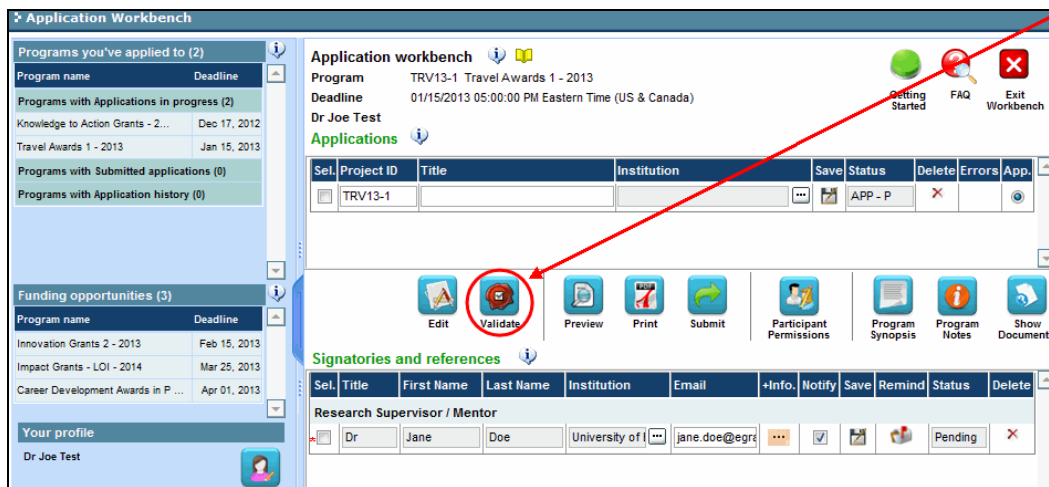 Application Workbench
Programs you've applied to (2)
Program name Deadline
Programs with Applications in progress (2)
Knowledge to Action Grants - 2... Dec 17, 2012
Travel Awards 1 - 2013 Jan 15, 2013
Programs with Submitted applications (0)
Programs with Application history (0)
Funding opportunities (3)
Program name Deadline
Innovation Grants 2 - 2013 Feb 15, 2013
Impact Grants - LOI - 2014 Mar 25, 2013
Career Development Awards in P ... Apr 01, 2013
Your profile
Dr Joe Test
Application workbench
Program TRV13-1 Travel Awards 1 - 2013
Deadline 01/15/2013 05:00:00 PM Eastern Time (US & Canada)
Dr Joe Test
Getting Started FAQ Exit Workbench
Applications
Sel. Project ID Title Institution Save Status Delete Errors App.
TRV13-1 ... APP - P
Edit Validate Preview Print Submit Participant Permissions Program Synopsis Program Notes Show Document
Signatories and references
Sel. Title First Name Last Name Institution Email +Info. Notify Save Remind Status Delete
Research Supervisor / Mentor
Dr Jane Doe University of ... jane.doe@egra ... Pending